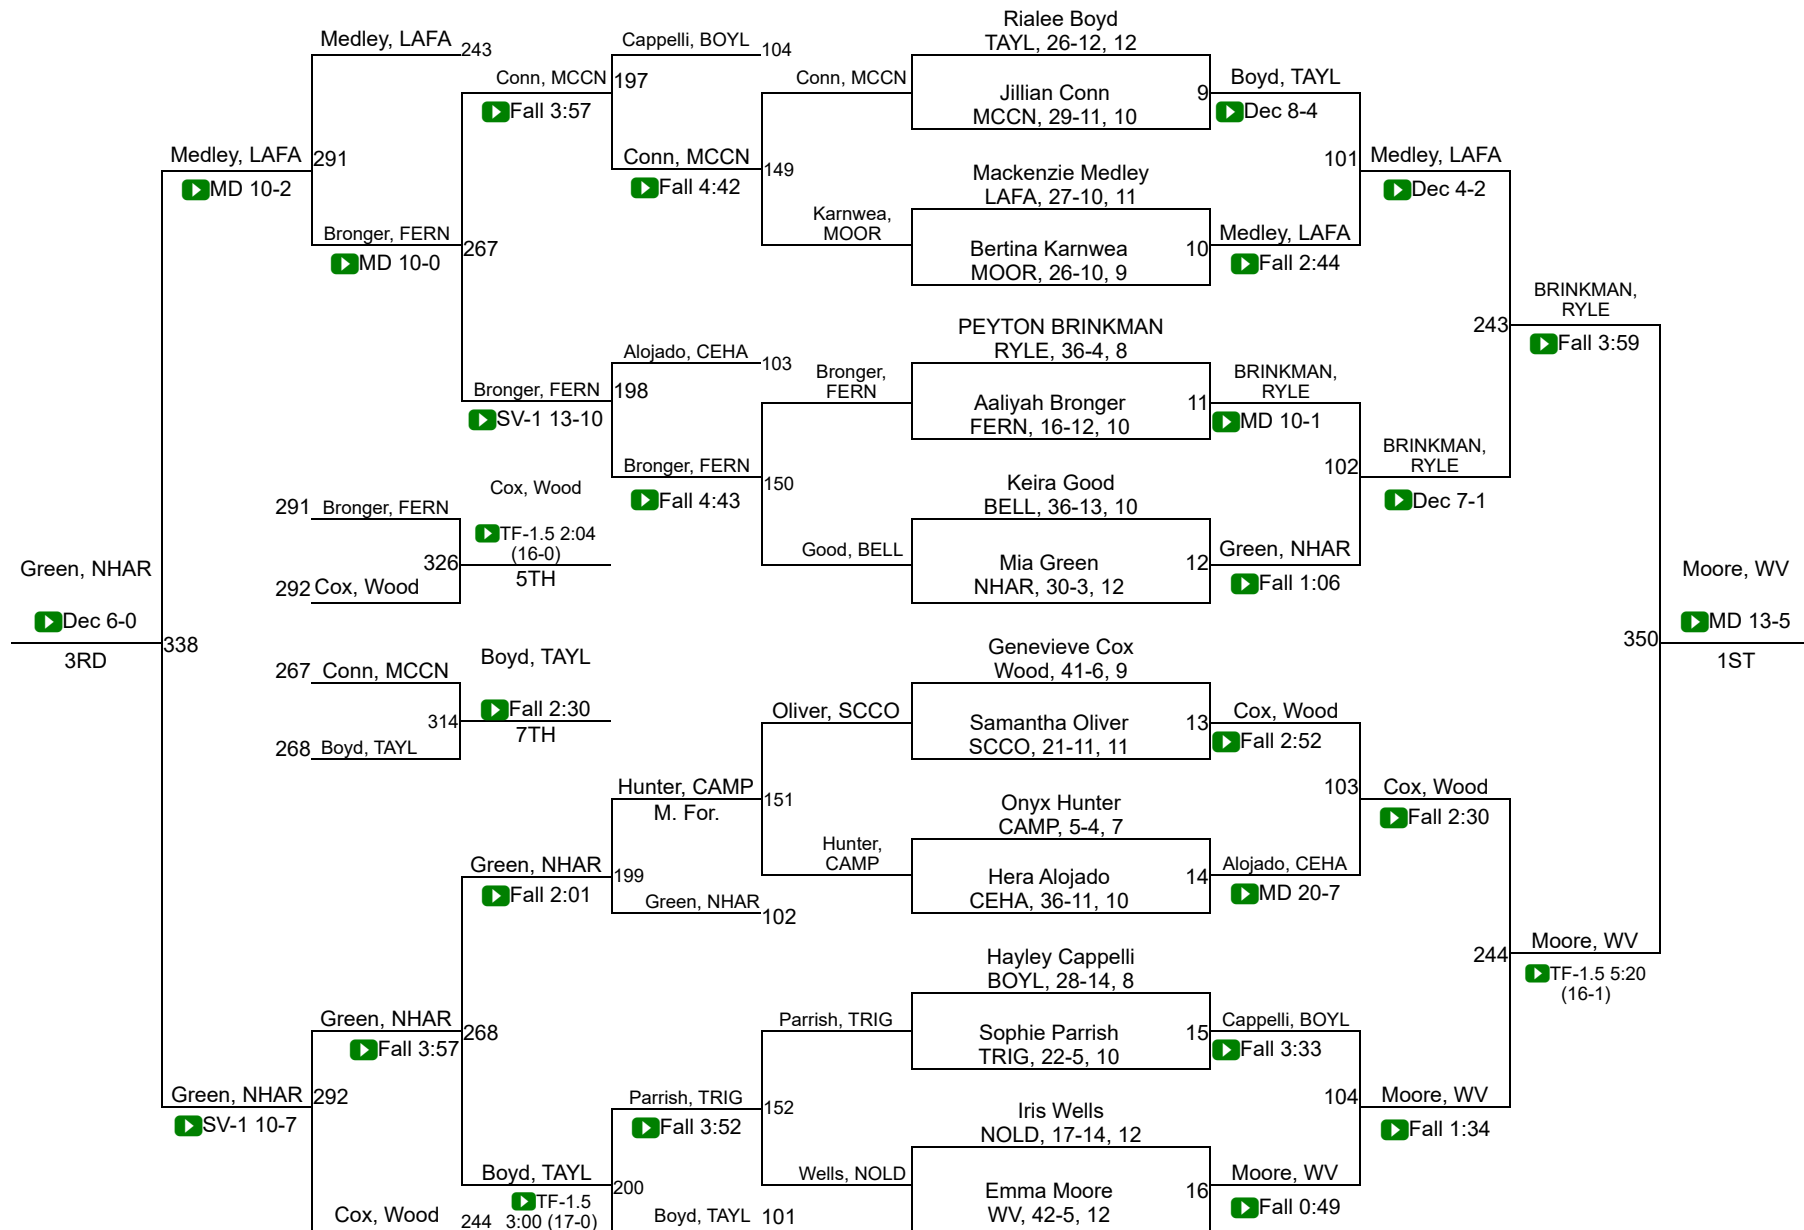 Rialee Boyd
TAYL, 26-12, 12
Medley, LAFA
243
Cappelli, BOYL
104
Conn, MCCN
197
Conn, MCCN
Jillian Conn
MCCN, 29-11, 10
9
Boyd, TAYL
Fall 3:57
Dec 8-4
Medley, LAFA
291
MD 10-2
Conn, MCCN
149
Fall 4:42
Mackenzie Medley
LAFA, 27-10, 11
101
Medley, LAFA
Dec 4-2
Karnwea,
MOOR
Bronger, FERN
267
MD 10-0
Bertina Karnwea
MOOR, 26-10, 9
10
Medley, LAFA
Fall 2:44
BRINKMAN,
RYLE
243
Fall 3:59
PEYTON BRINKMAN
RYLE, 36-4, 8
Alojado, CEHA
103
Bronger, FERN
198
SV-1 13-10
Bronger,
FERN
Aaliyah Bronger
FERN, 16-12, 10
11
BRINKMAN,
RYLE
MD 10-1
Bronger, FERN
150
Fall 4:43
Keira Good
BELL, 36-13, 10
102
BRINKMAN,
RYLE
Dec 7-1
291
Bronger, FERN
Cox, Wood
326
TF-1.5 2:04
(16-0)
5TH
292
Cox, Wood
Good, BELL
Mia Green
NHAR, 30-3, 12
12
Green, NHAR
Fall 1:06
Green, NHAR
Dec 6-0
3RD
338
Moore, WV
350
MD 13-5
1ST
267
Conn, MCCN
Boyd, TAYL
314
Fall 2:30
7TH
268
Boyd, TAYL
Genevieve Cox
Wood, 41-6, 9
Oliver, SCCO
Samantha Oliver
SCCO, 21-11, 11
13
Cox, Wood
Fall 2:52
Hunter, CAMP
151
M. For.
Onyx Hunter
CAMP, 5-4, 7
103
Cox, Wood
Fall 2:30
Hunter,
CAMP
Green, NHAR
199
Fall 2:01
Hera Alojado
CEHA, 36-11, 10
14
Alojado, CEHA
MD 20-7
Green, NHAR
102
Hayley Cappelli
BOYL, 28-14, 8
244
Moore, WV
TF-1.5 5:20
(16-1)
Green, NHAR
268
Fall 3:57
Parrish, TRIG
Sophie Parrish
TRIG, 22-5, 10
15
Cappelli, BOYL
Fall 3:33
Green, NHAR
292
SV-1 10-7
Parrish, TRIG
152
Fall 3:52
Iris Wells
NOLD, 17-14, 12
104
Moore, WV
Fall 1:34
Boyd, TAYL
200
TF-1.5
3:00 (17-0)
Wells, NOLD
Emma Moore
WV, 42-5, 12
16
Moore, WV
Fall 0:49
Cox, Wood
244
Boyd, TAYL
101